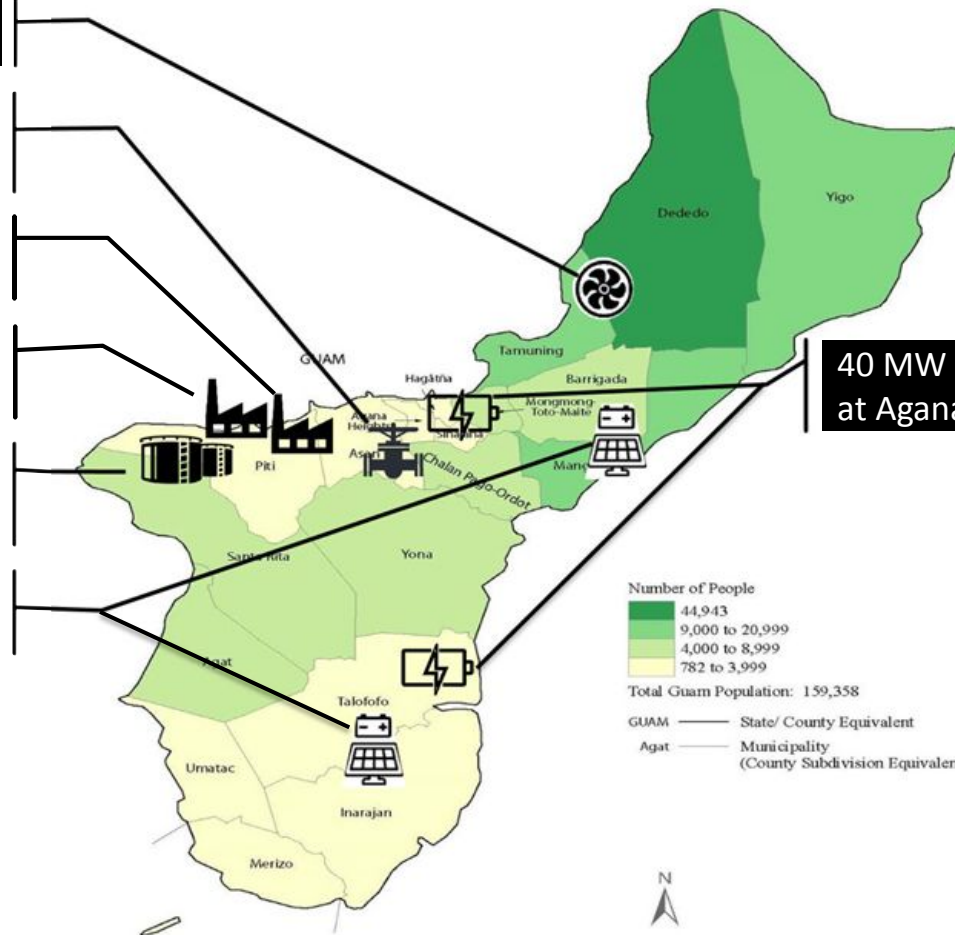 Dededo
Yigo
Tamuning
GUAM
Hagåtña
Barrigada
40 MW
at Agana
Mongmong-
Toto-Maite
Agana
Heights
Sinajana
Asan
Piti
Chalan Pago-Ordot
Mang
Santa Rita
Yona
Agat
Talofofo
Umatac
Inarajan
Merizo
Number of People
44,943
9,000 to 20,999
4,000 to 8,999
782 to 3,999
Total Guam Population: 159,358
GUAM State/ County Equivalent
Agat Municipality
(County Subdivision Equivalen
N